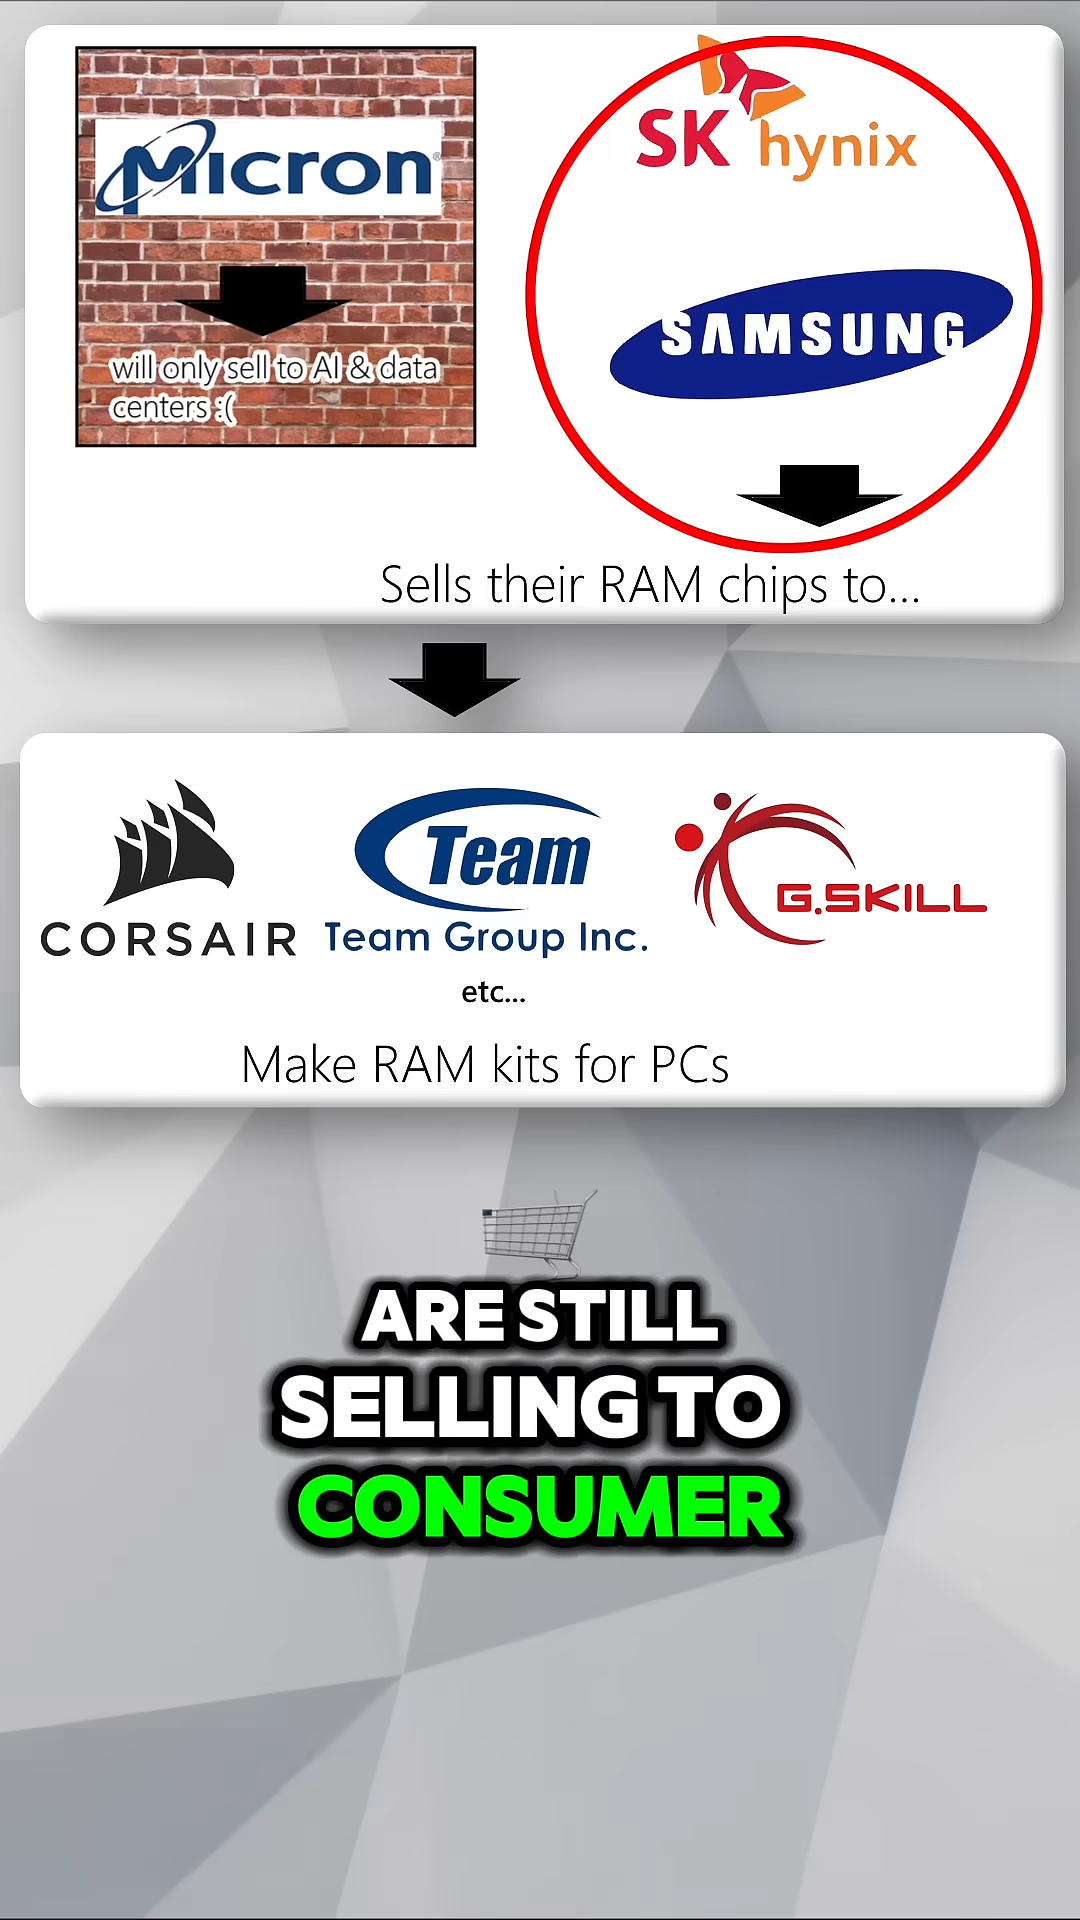 Micron
will only sell to AI & data
centers :(
SK hynix
SAMSUNG
Sells their RAM chips to...
CORSAIR
Team
Team Group Inc.
G.SKILL
etc...
Make RAM kits for PCs
ARE STILL
SELLING TO
CONSUMER